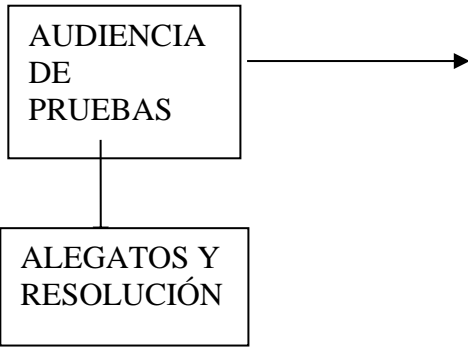 AUDIENCIA
DE
PRUEBAS
ALEGATOS Y
RESOLUCIÓN